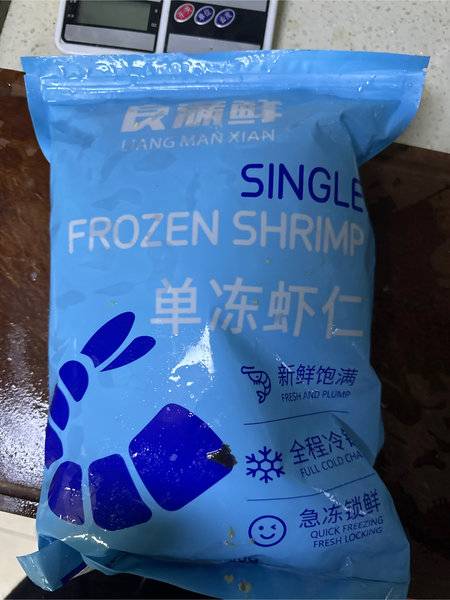 良满鲜
LIANG MAN XIAN
SINGLE
FROZEN SHRIMP
单冻虾仁
新鲜饱满
FRESH AND PLUMP
全程冷
FULL COLD CHA
急冻锁鲜
QUICK FREEZING
FRESH LOCKING